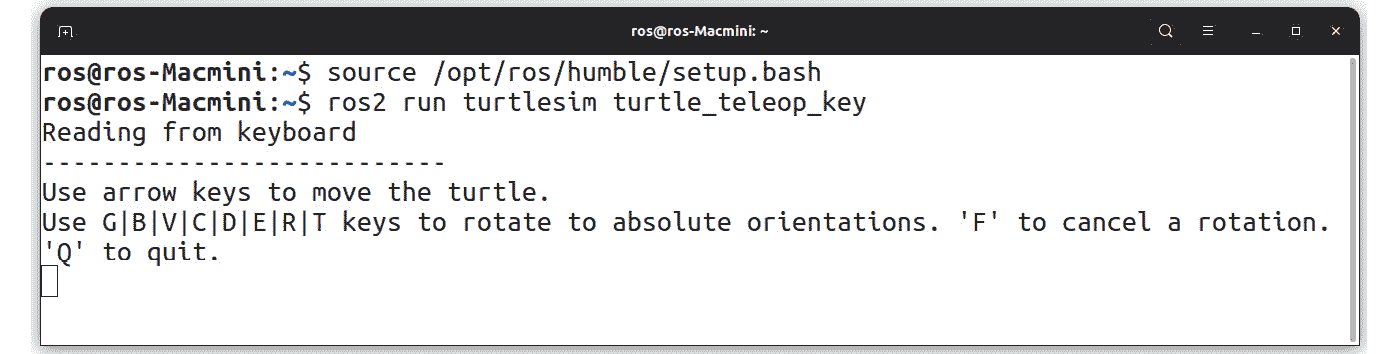 ros@ros-Macmini: ~
ros@ros-Macmini:~$ source /opt/ros/humble/setup.bash
ros@ros-Macmini:~$ ros2 run turtlesim turtle_teleop_key
Reading from keyboard
---------------------------
Use arrow keys to move the turtle.
Use G|B|V|C|D|E|R|T keys to rotate to absolute orientations. 'F' to cancel a rotation.
'Q' to quit.